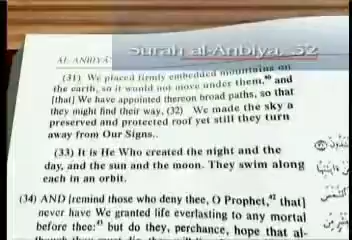 Surah al-Anbiya, 32
AL-ANBIYA'
(31) We placed firmly embedded mountains on
the earth, so it would not move under them,⁴⁰ and
[that] We have appointed thereon broad paths, so that
they might find their way, (32) We made the sky a
preserved and protected roof yet still they turn
away from Our Signs..
(33) It is He Who created the night and the
day, and the sun and the moon. They swim along
each in an orbit.
(34) AND [remind those who deny thee, O Prophet,⁴² that]
never have We granted life everlasting to any mortal
before thee:⁴³ but do they, perchance, hope that al-